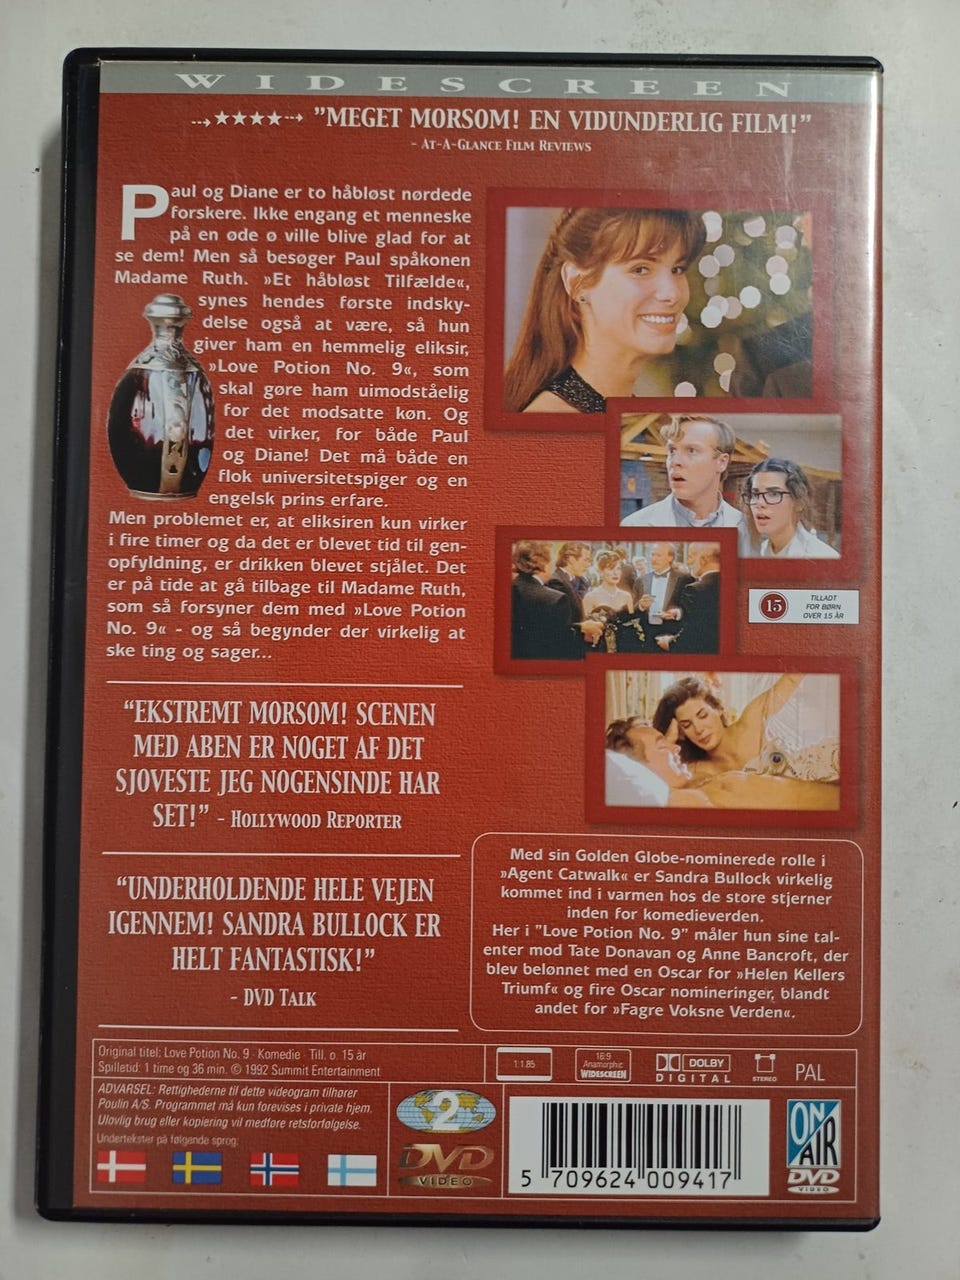 WIDESCREEN
"MEGET MORSOM! EN VIDUNDERLIG FILM!"
- AT-A-GLANCE FILM REVIEWS
Paul og Diane er to håbløst nørdede
forskere. Ikke engang et menneske
på en øde ø ville blive glad for at
se dem! Men så besøger Paul spåkonen
Madame Ruth. »Et håbløst Tilfælde«,
synes hendes første indsky-
delse også at være, så hun
giver ham en hemmelig eliksir,
»Love Potion No. 9«, som
skal gøre ham uimodståelig
for det modsatte køn. Og
det virker, for både Paul
og Diane! Det må både en
flok universitetspiger og en
engelsk prins erfare.
Men problemet er, at eliksiren kun virker
i fire timer og da det er blevet tid til gen-
opfyldning, er drikken blevet stjålet. Det
er på tide at gå tilbage til Madame Ruth,
som så forsyner dem med »Love Potion
No. 9« - og så begynder der virkelig at
ske ting og sager...
15
TILLADT
FOR BØRN
OVER 15 ÅR
"EKSTREMT MORSOM! SCENEN
MED ABEN ER NOGET AF DET
SJOVESTE JEG NOGENSINDE HAR
SET!" - HOLLYWOOD REPORTER
"UNDERHOLDENDE HELE VEJEN
IGENNEM! SANDRA BULLOCK ER
HELT FANTASTISK!"
- DVD TALK
Med sin Golden Globe-nominerede rolle i
»Agent Catwalk« er Sandra Bullock virkelig
kommet ind i varmen hos de store stjerner
inden for komedieverden.
Her i "Love Potion No. 9" måler hun sine tal-
enter mod Tate Donavan og Anne Bancroft, der
blev belønnet med en Oscar for »Helen Kellers
Triumf« og fire Oscar nomineringer, blandt
andet for »Fagre Voksne Verden«.
Original titel: Love Potion No. 9 · Komedie · Till. o. 15 år
Spilletid: 1 time og 36 min. © 1992 Summit Entertainment
1:1.85
16:9
Anamorphic
WIDESCREEN
DOLBY
DIGITAL
STEREO
PAL
ADVARSEL: Rettighederne til dette videogram tilhører
Poulin A/S. Programmet må kun forevises i private hjem.
Ulovlig brug eller kopiering vil medføre retsforfølgelse.
Undertekster på følgende sprog:
2
DVD
VIDEO
5 709624 009417
ON
AIR
DVD
VIDEO